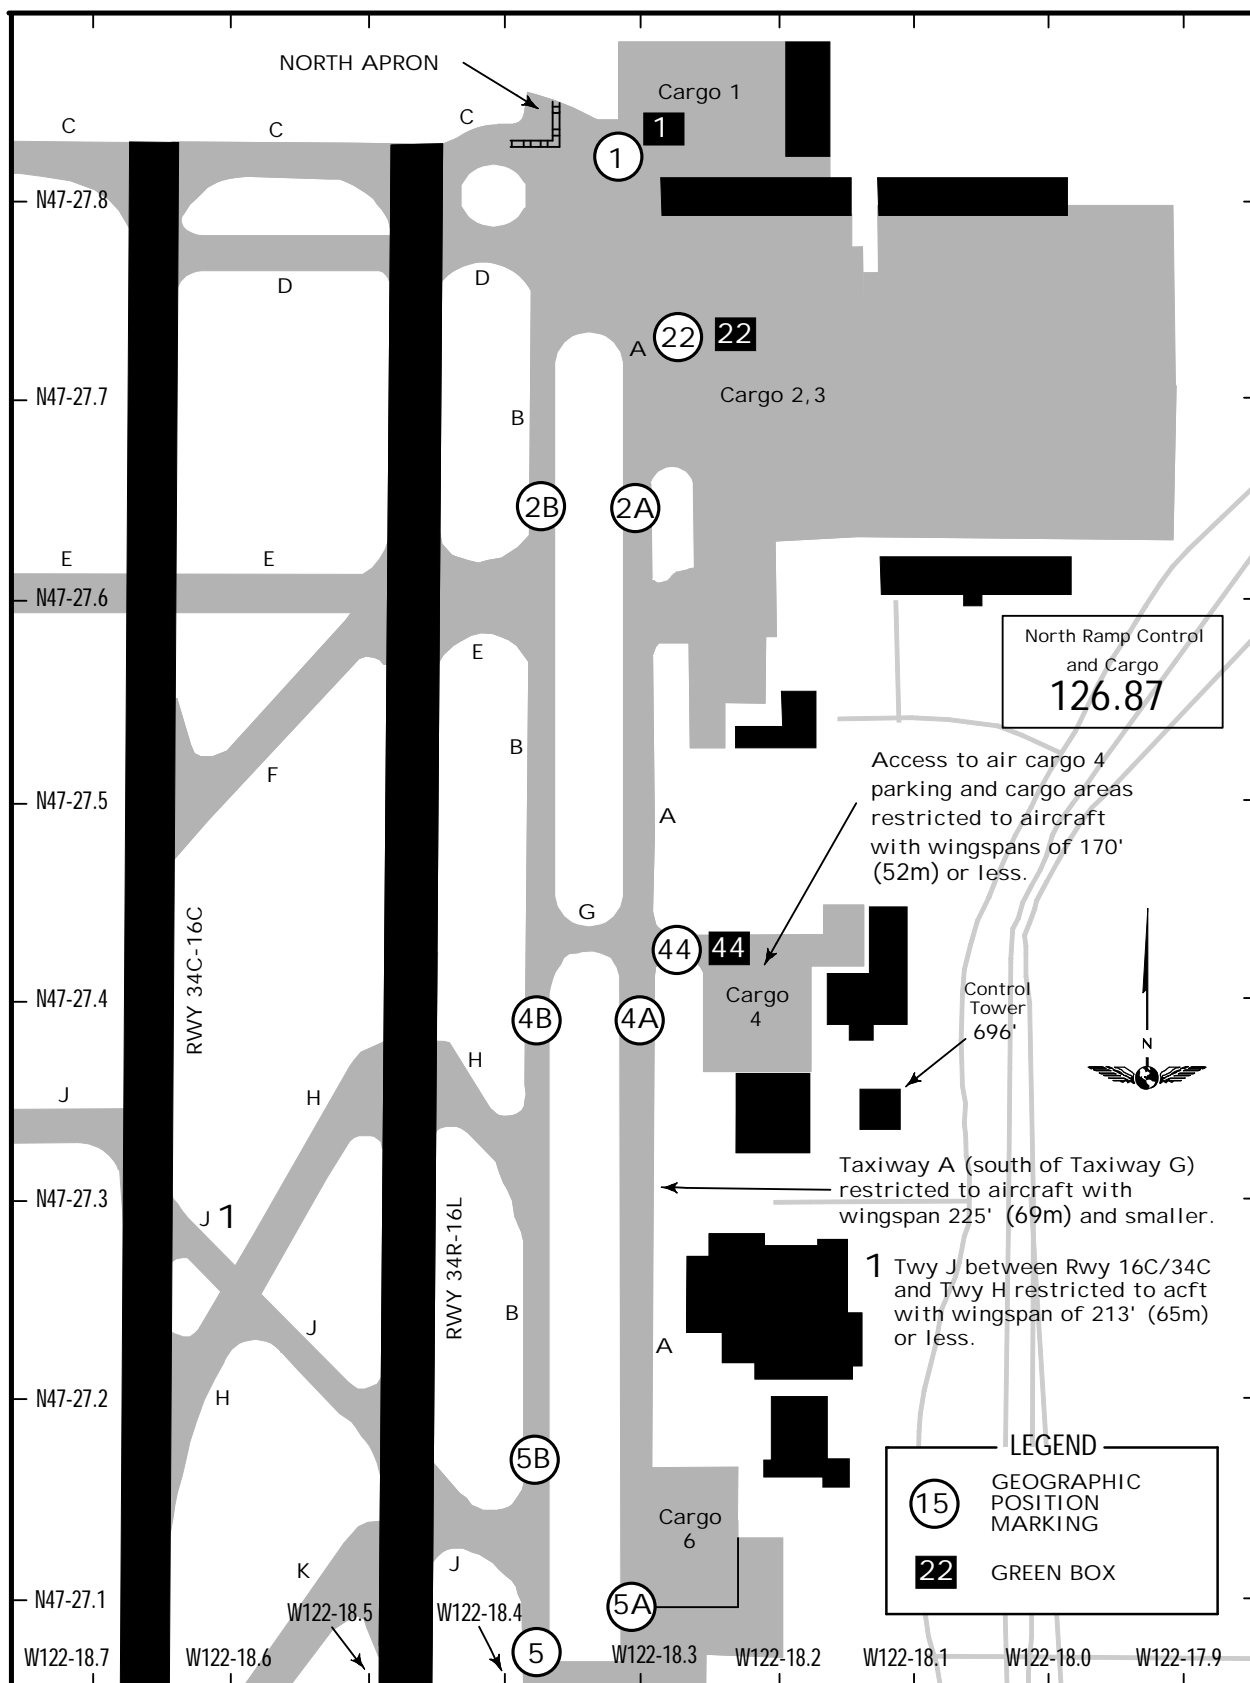 NORTH APRON
Cargo 1
C
C
C
1
1
N47-27.8
D
D
22
22
A
Cargo 2,3
N47-27.7
B
2B
2A
E
E
N47-27.6
North Ramp Control
and Cargo
126.87
E
B
F
Access to air cargo 4
parking and cargo areas
restricted to aircraft
with wingspans of 170'
(52m) or less.
N47-27.5
A
G
RWY 34C-16C
44
44
N47-27.4
Cargo
4
Control
Tower
696'
4B
4A
N
H
H
J
Taxiway A (south of Taxiway G)
restricted to aircraft with
wingspan 225' (69m) and smaller.
N47-27.3
J 1
RWY 34R-16L
1 Twy J between Rwy 16C/34C
and Twy H restricted to acft
with wingspan of 213' (65m)
or less.
B
J
A
H
N47-27.2
5B
LEGEND
15
GEOGRAPHIC
POSITION
MARKING
22
GREEN BOX
Cargo
6
K
J
N47-27.1
5A
5
W122-18.7
W122-18.6
W122-18.5
W122-18.4
W122-18.3
W122-18.2
W122-18.1
W122-18.0
W122-17.9